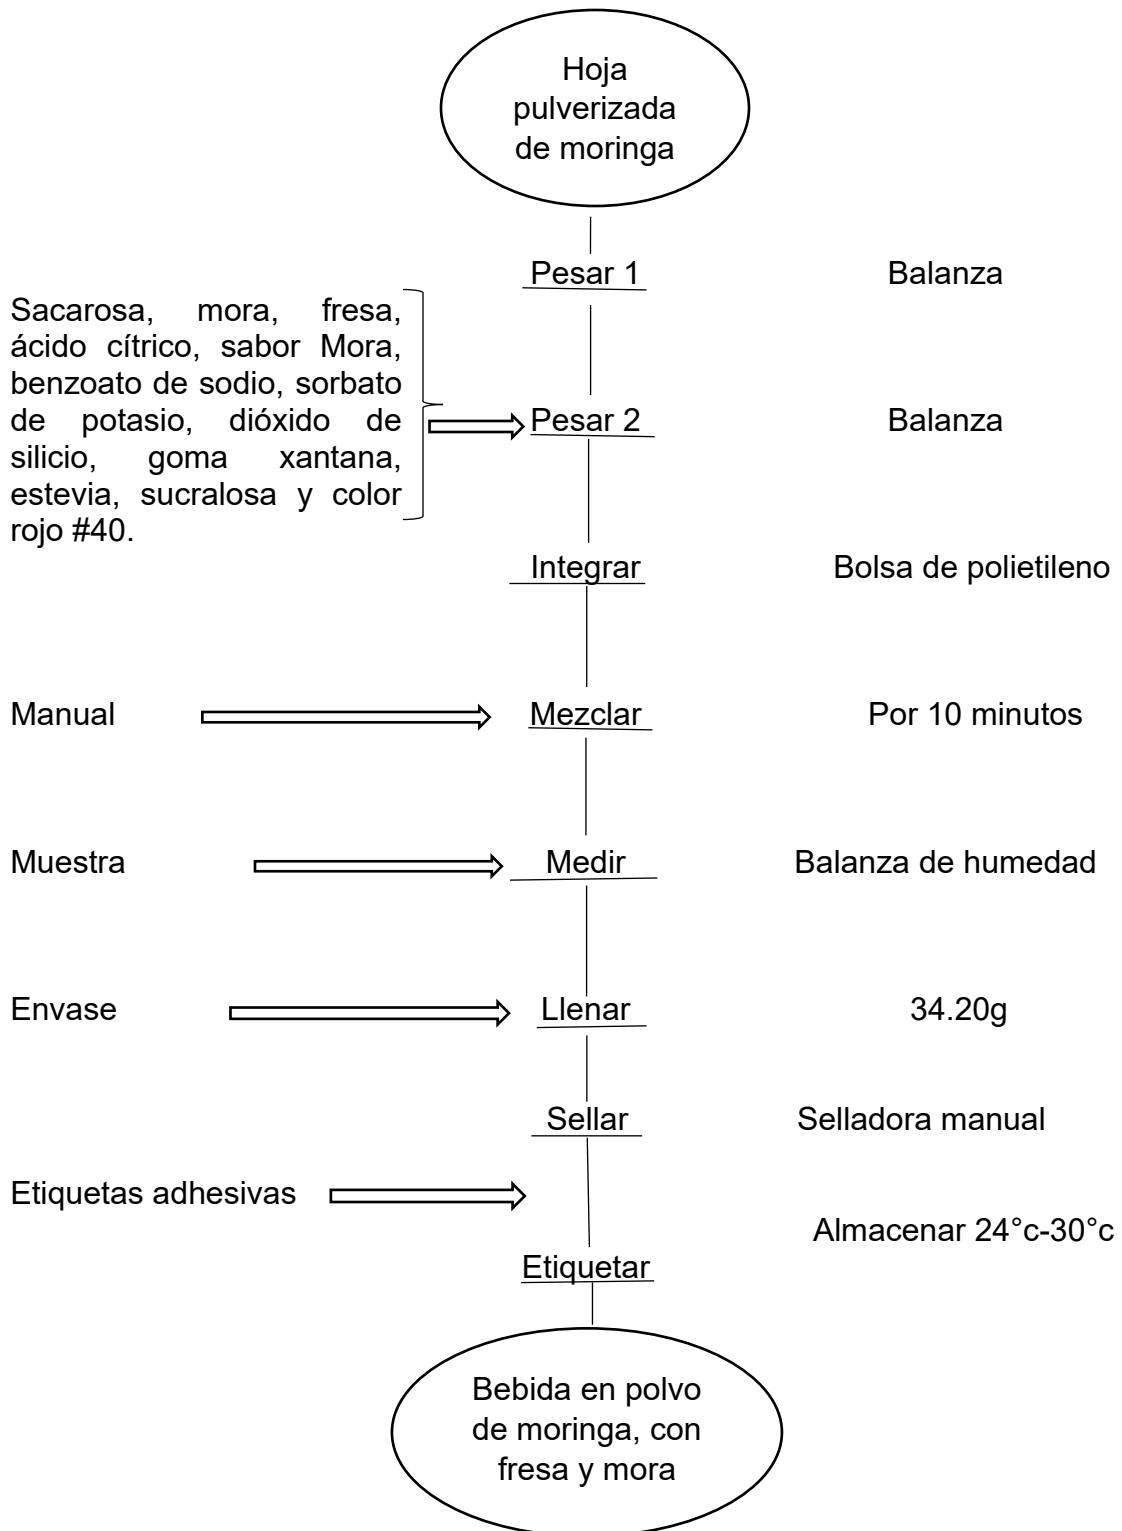 Hoja
pulverizada
de moringa
Pesar 1
Balanza
Sacarosa, mora, fresa,
ácido cítrico, sabor Mora,
benzoato de sodio, sorbato
de potasio, dióxido de
silicio, goma xantana,
estevia, sucralosa y color
rojo #40.
Pesar 2
Balanza
Integrar
Bolsa de polietileno
Manual
Mezclar
Por 10 minutos
Muestra
Medir
Balanza de humedad
Envase
Llenar
34.20g
Sellar
Selladora manual
Etiquetas adhesivas
Almacenar 24°c-30°c
Etiquetar
Bebida en polvo
de moringa, con
fresa y mora